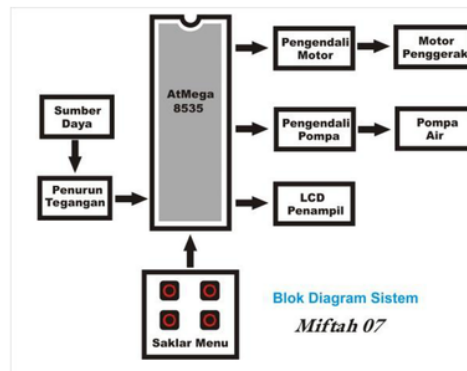 AtMega
8535
Pengendali
Motor
Motor
Penggerak
Sumber
Daya
Pengendali
Pompa
Pompa
Air
Penurun
Tegangan
LCD
Penampil
Saklar Menu
Blok Diagram Sistem
Miftah 07